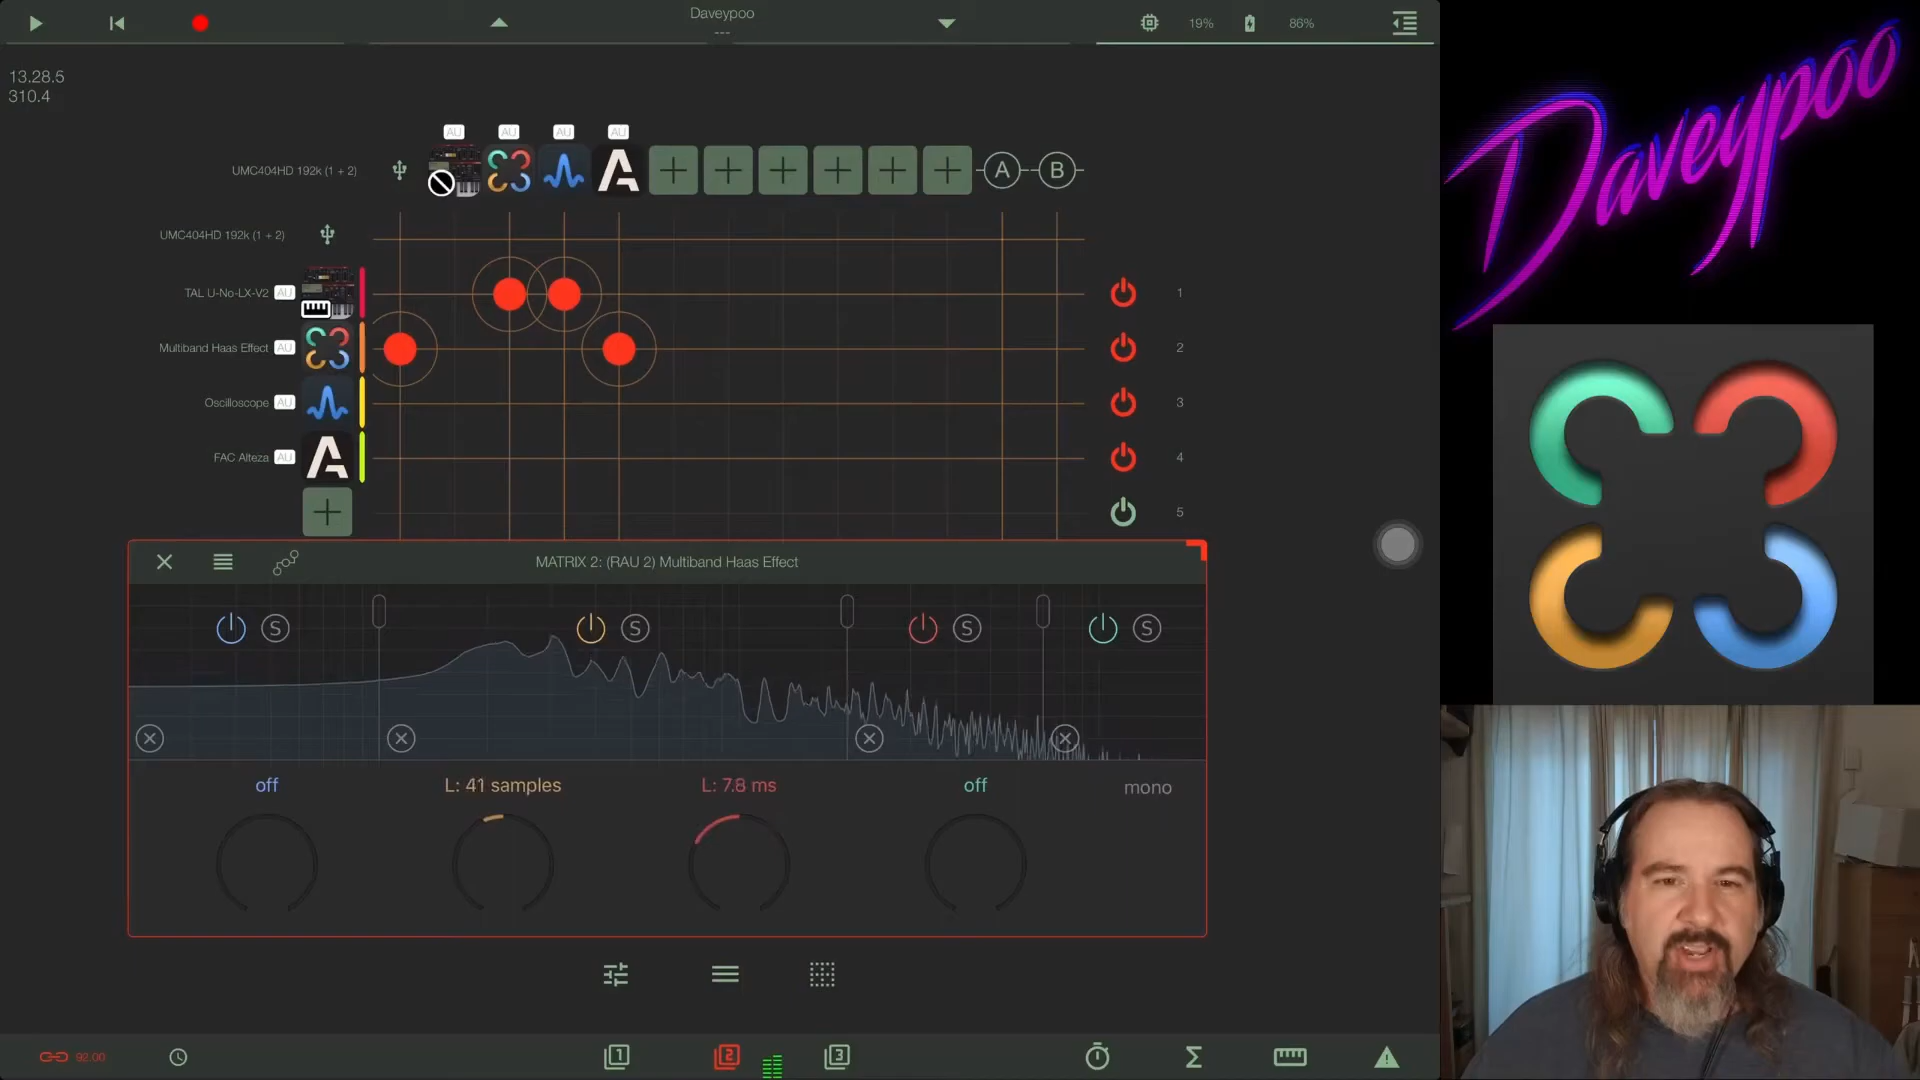 Daveypoo
---
19%
86%
13.28.5
310.4
AU AU AU AU
UMC404HD 192k (1 + 2)
A
B
UMC404HD 192k (1 + 2)
TAL U-No-LX-V2 AU
1
Multiband Haas Effect AU
2
Oscilloscope AU
3
FAC Alteza AU
A
4
5
MATRIX 2: (RAU 2) Multiband Haas Effect
S
S
S
S
off
L: 41 samples
L: 7.8 ms
off
mono
92.00
1
2
3
Σ
Daveypoo